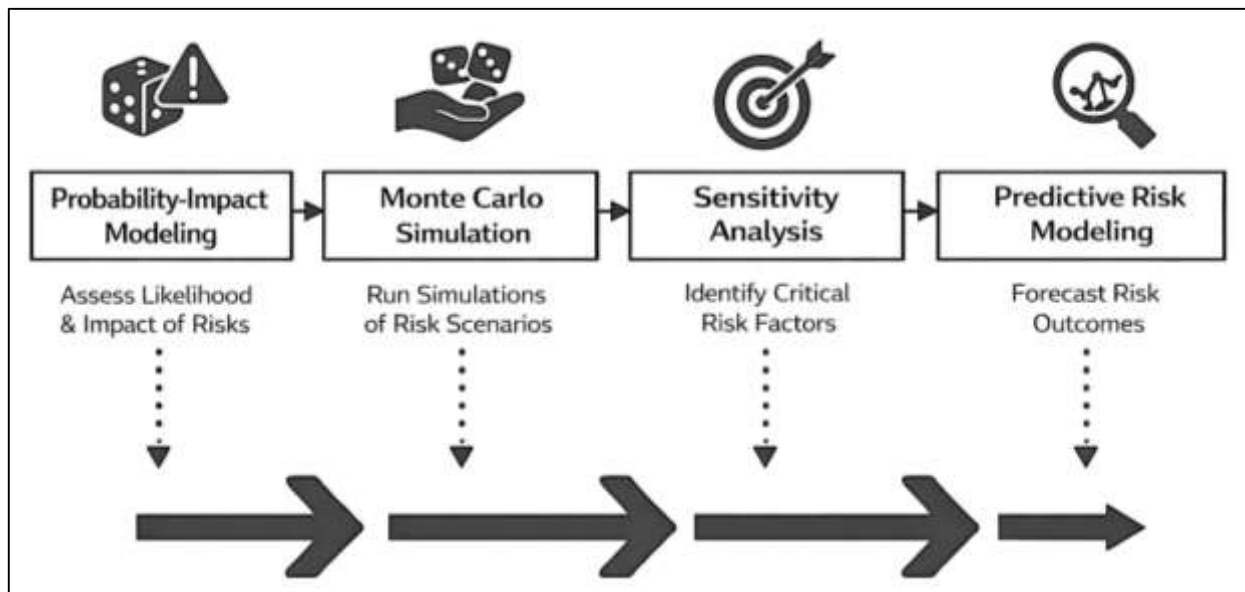 Probability-Impact
Modeling
Monte Carlo
Simulation
Sensitivity
Analysis
Predictive Risk
Modeling
Assess Likelihood
& Impact of Risks
Run Simulations
of Risk Scenarios
Identify Critical
Risk Factors
Forecast Risk
Outcomes